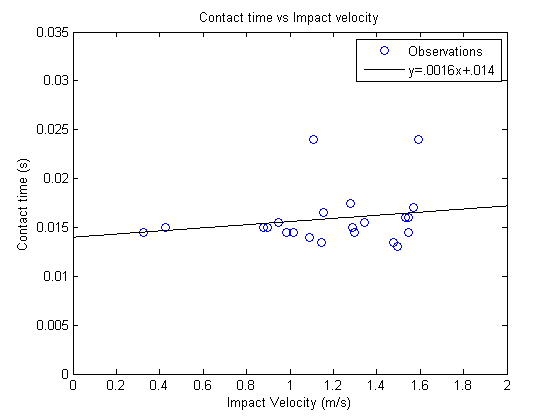 Contact time vs Impact velocity
Observations
y=.0016x+.014
0.035
0.03
0.025
0.02
0.015
0.01
0.005
0
Contact time (s)
0 0.2 0.4 0.6 0.8 1 1.2 1.4 1.6 1.8 2
Impact Velocity (m/s)